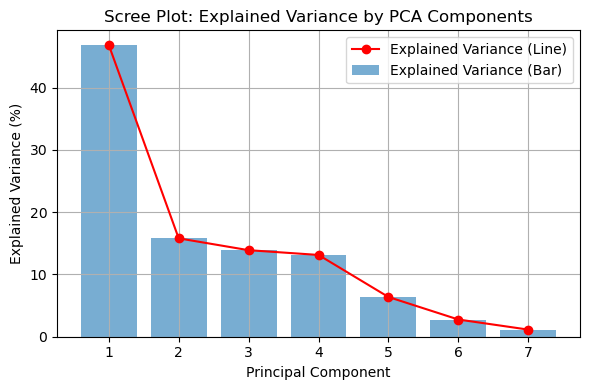 Scree Plot: Explained Variance by PCA Components
Explained Variance (Line)
Explained Variance (Bar)
Explained Variance (%)
40
30
20
10
0
1 2 3 4 5 6 7
Principal Component